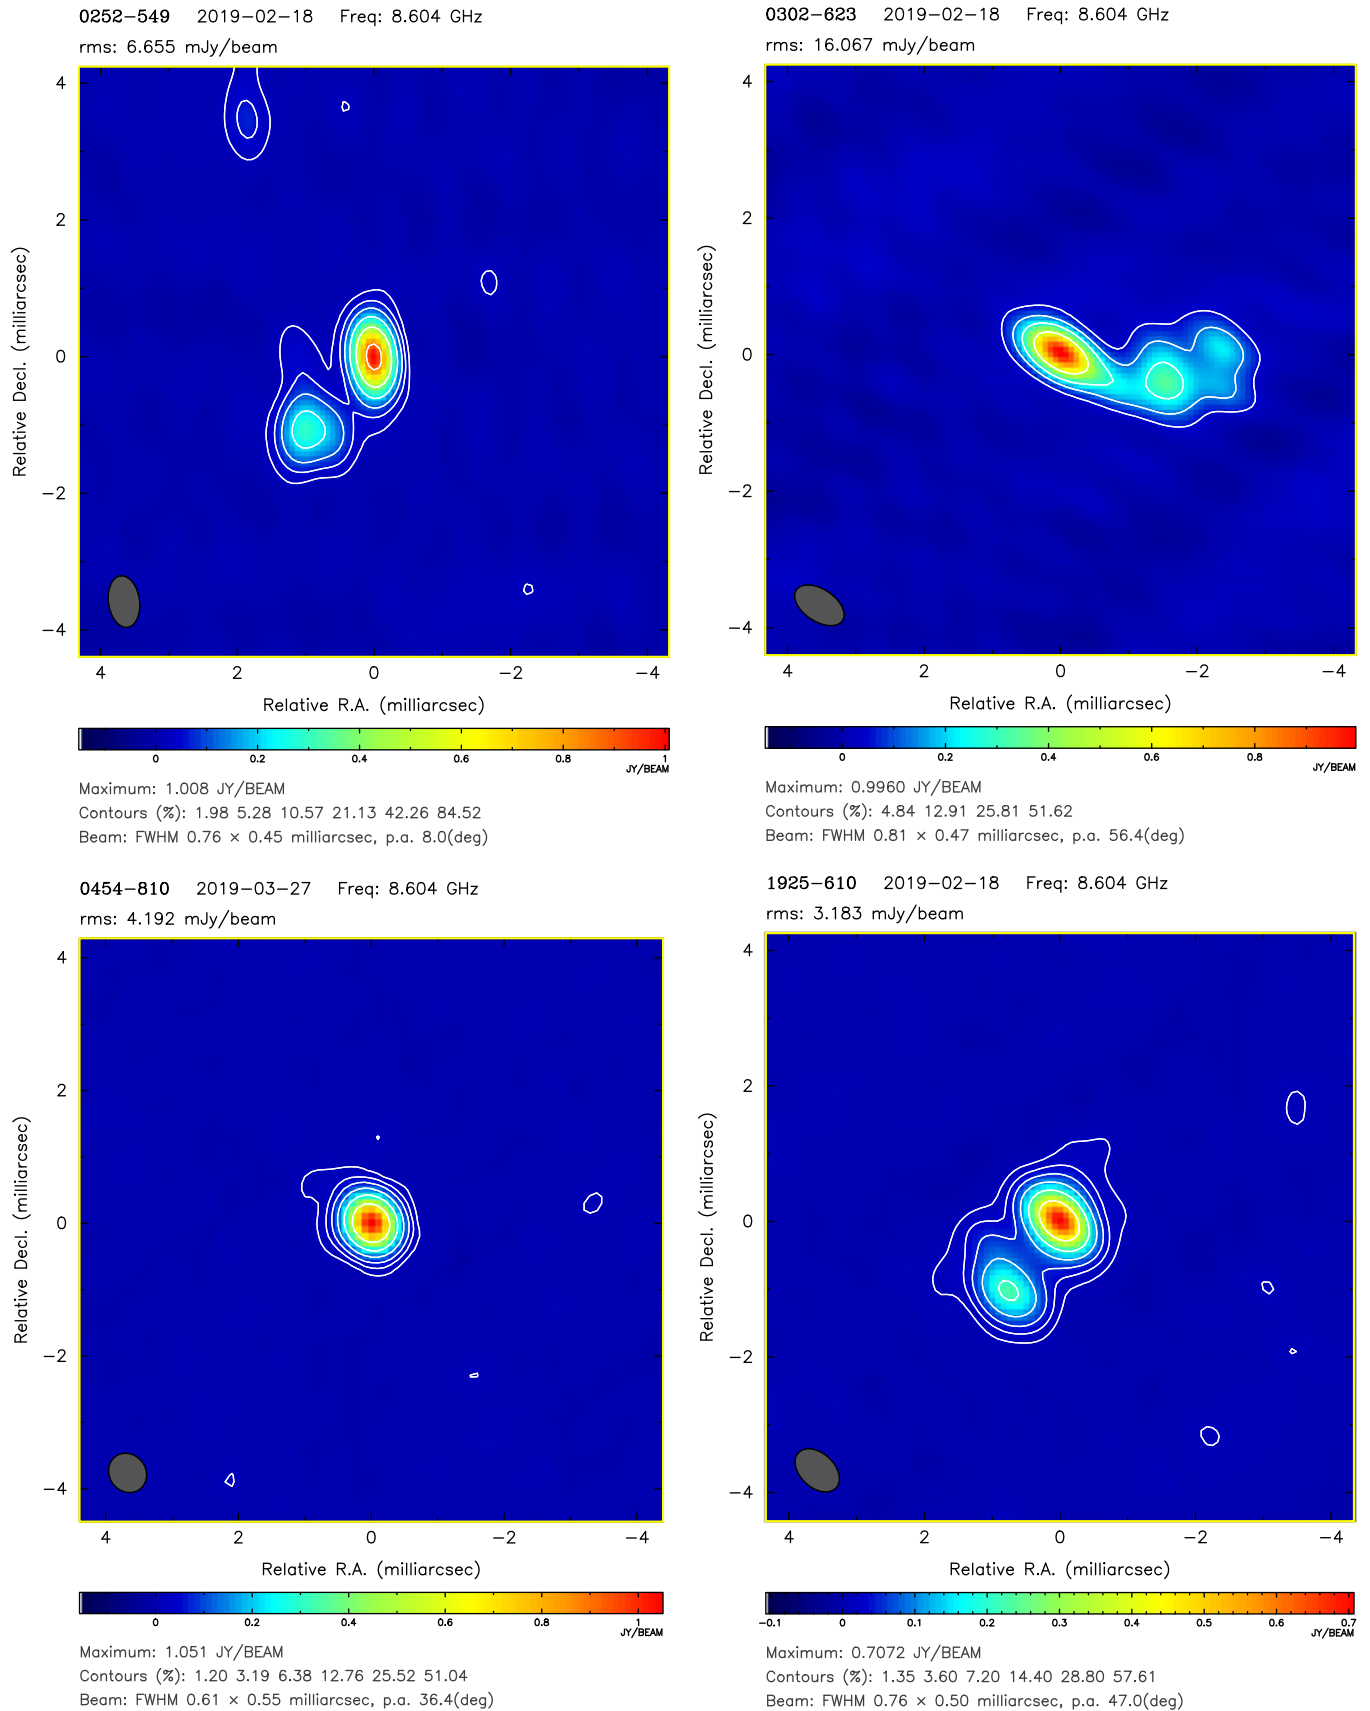 0252-549 2019-02-18 Freq: 8.604 GHz
rms: 6.655 mJy/beam
4
2
0
-2
-4
Relative Decl. (milliarcsec)
4 2 0 -2 -4
Relative R.A. (milliarcsec)
0 0.2 0.4 0.6 0.8 1
JY/BEAM
Maximum: 1.008 JY/BEAM
Contours (%): 1.98 5.28 10.57 21.13 42.26 84.52
Beam: FWHM 0.76 × 0.45 milliarcsec, p.a. 8.0(deg)
0302-623 2019-02-18 Freq: 8.604 GHz
rms: 16.067 mJy/beam
4
2
0
-2
-4
Relative Decl. (milliarcsec)
4 2 0 -2 -4
Relative R.A. (milliarcsec)
0 0.2 0.4 0.6 0.8
JY/BEAM
Maximum: 0.9960 JY/BEAM
Contours (%): 4.84 12.91 25.81 51.62
Beam: FWHM 0.81 × 0.47 milliarcsec, p.a. 56.4(deg)
0454-810 2019-03-27 Freq: 8.604 GHz
rms: 4.192 mJy/beam
4
2
0
-2
-4
Relative Decl. (milliarcsec)
4 2 0 -2 -4
Relative R.A. (milliarcsec)
0 0.2 0.4 0.6 0.8 1
JY/BEAM
Maximum: 1.051 JY/BEAM
Contours (%): 1.20 3.19 6.38 12.76 25.52 51.04
Beam: FWHM 0.61 × 0.55 milliarcsec, p.a. 36.4(deg)
1925-610 2019-02-18 Freq: 8.604 GHz
rms: 3.183 mJy/beam
4
2
0
-2
-4
Relative Decl. (milliarcsec)
4 2 0 -2 -4
Relative R.A. (milliarcsec)
-0.1 0 0.1 0.2 0.3 0.4 0.5 0.6 0.7
JY/BEAM
Maximum: 0.7072 JY/BEAM
Contours (%): 1.35 3.60 7.20 14.40 28.80 57.61
Beam: FWHM 0.76 × 0.50 milliarcsec, p.a. 47.0(deg)